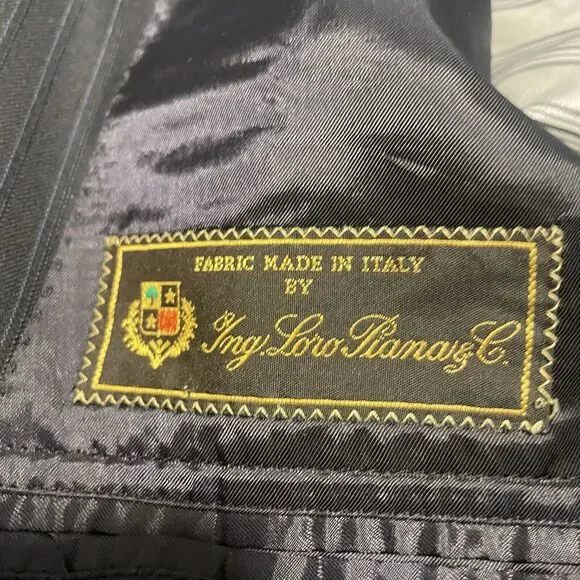 FABRIC MADE IN ITALY
BY
Ing. Loro Piana & C.